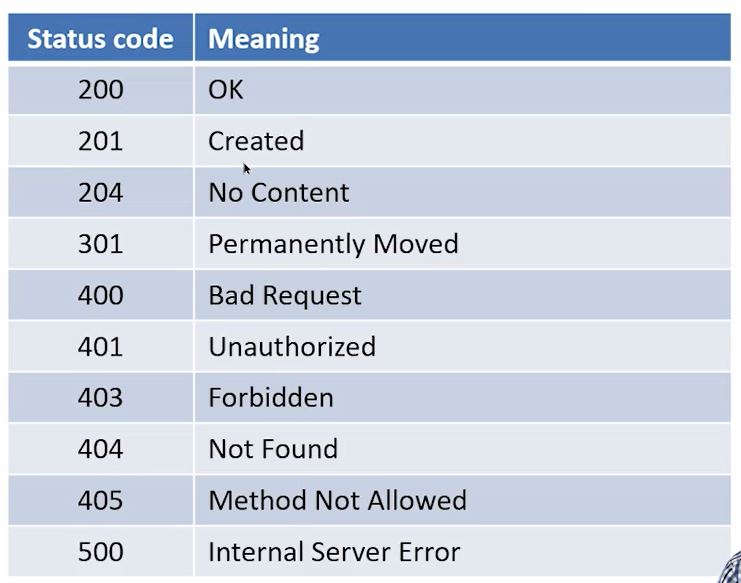 Status code Meaning
200 OK
201 Created
204 No Content
301 Permanently Moved
400 Bad Request
401 Unauthorized
403 Forbidden
404 Not Found
405 Method Not Allowed
500 Internal Server Error